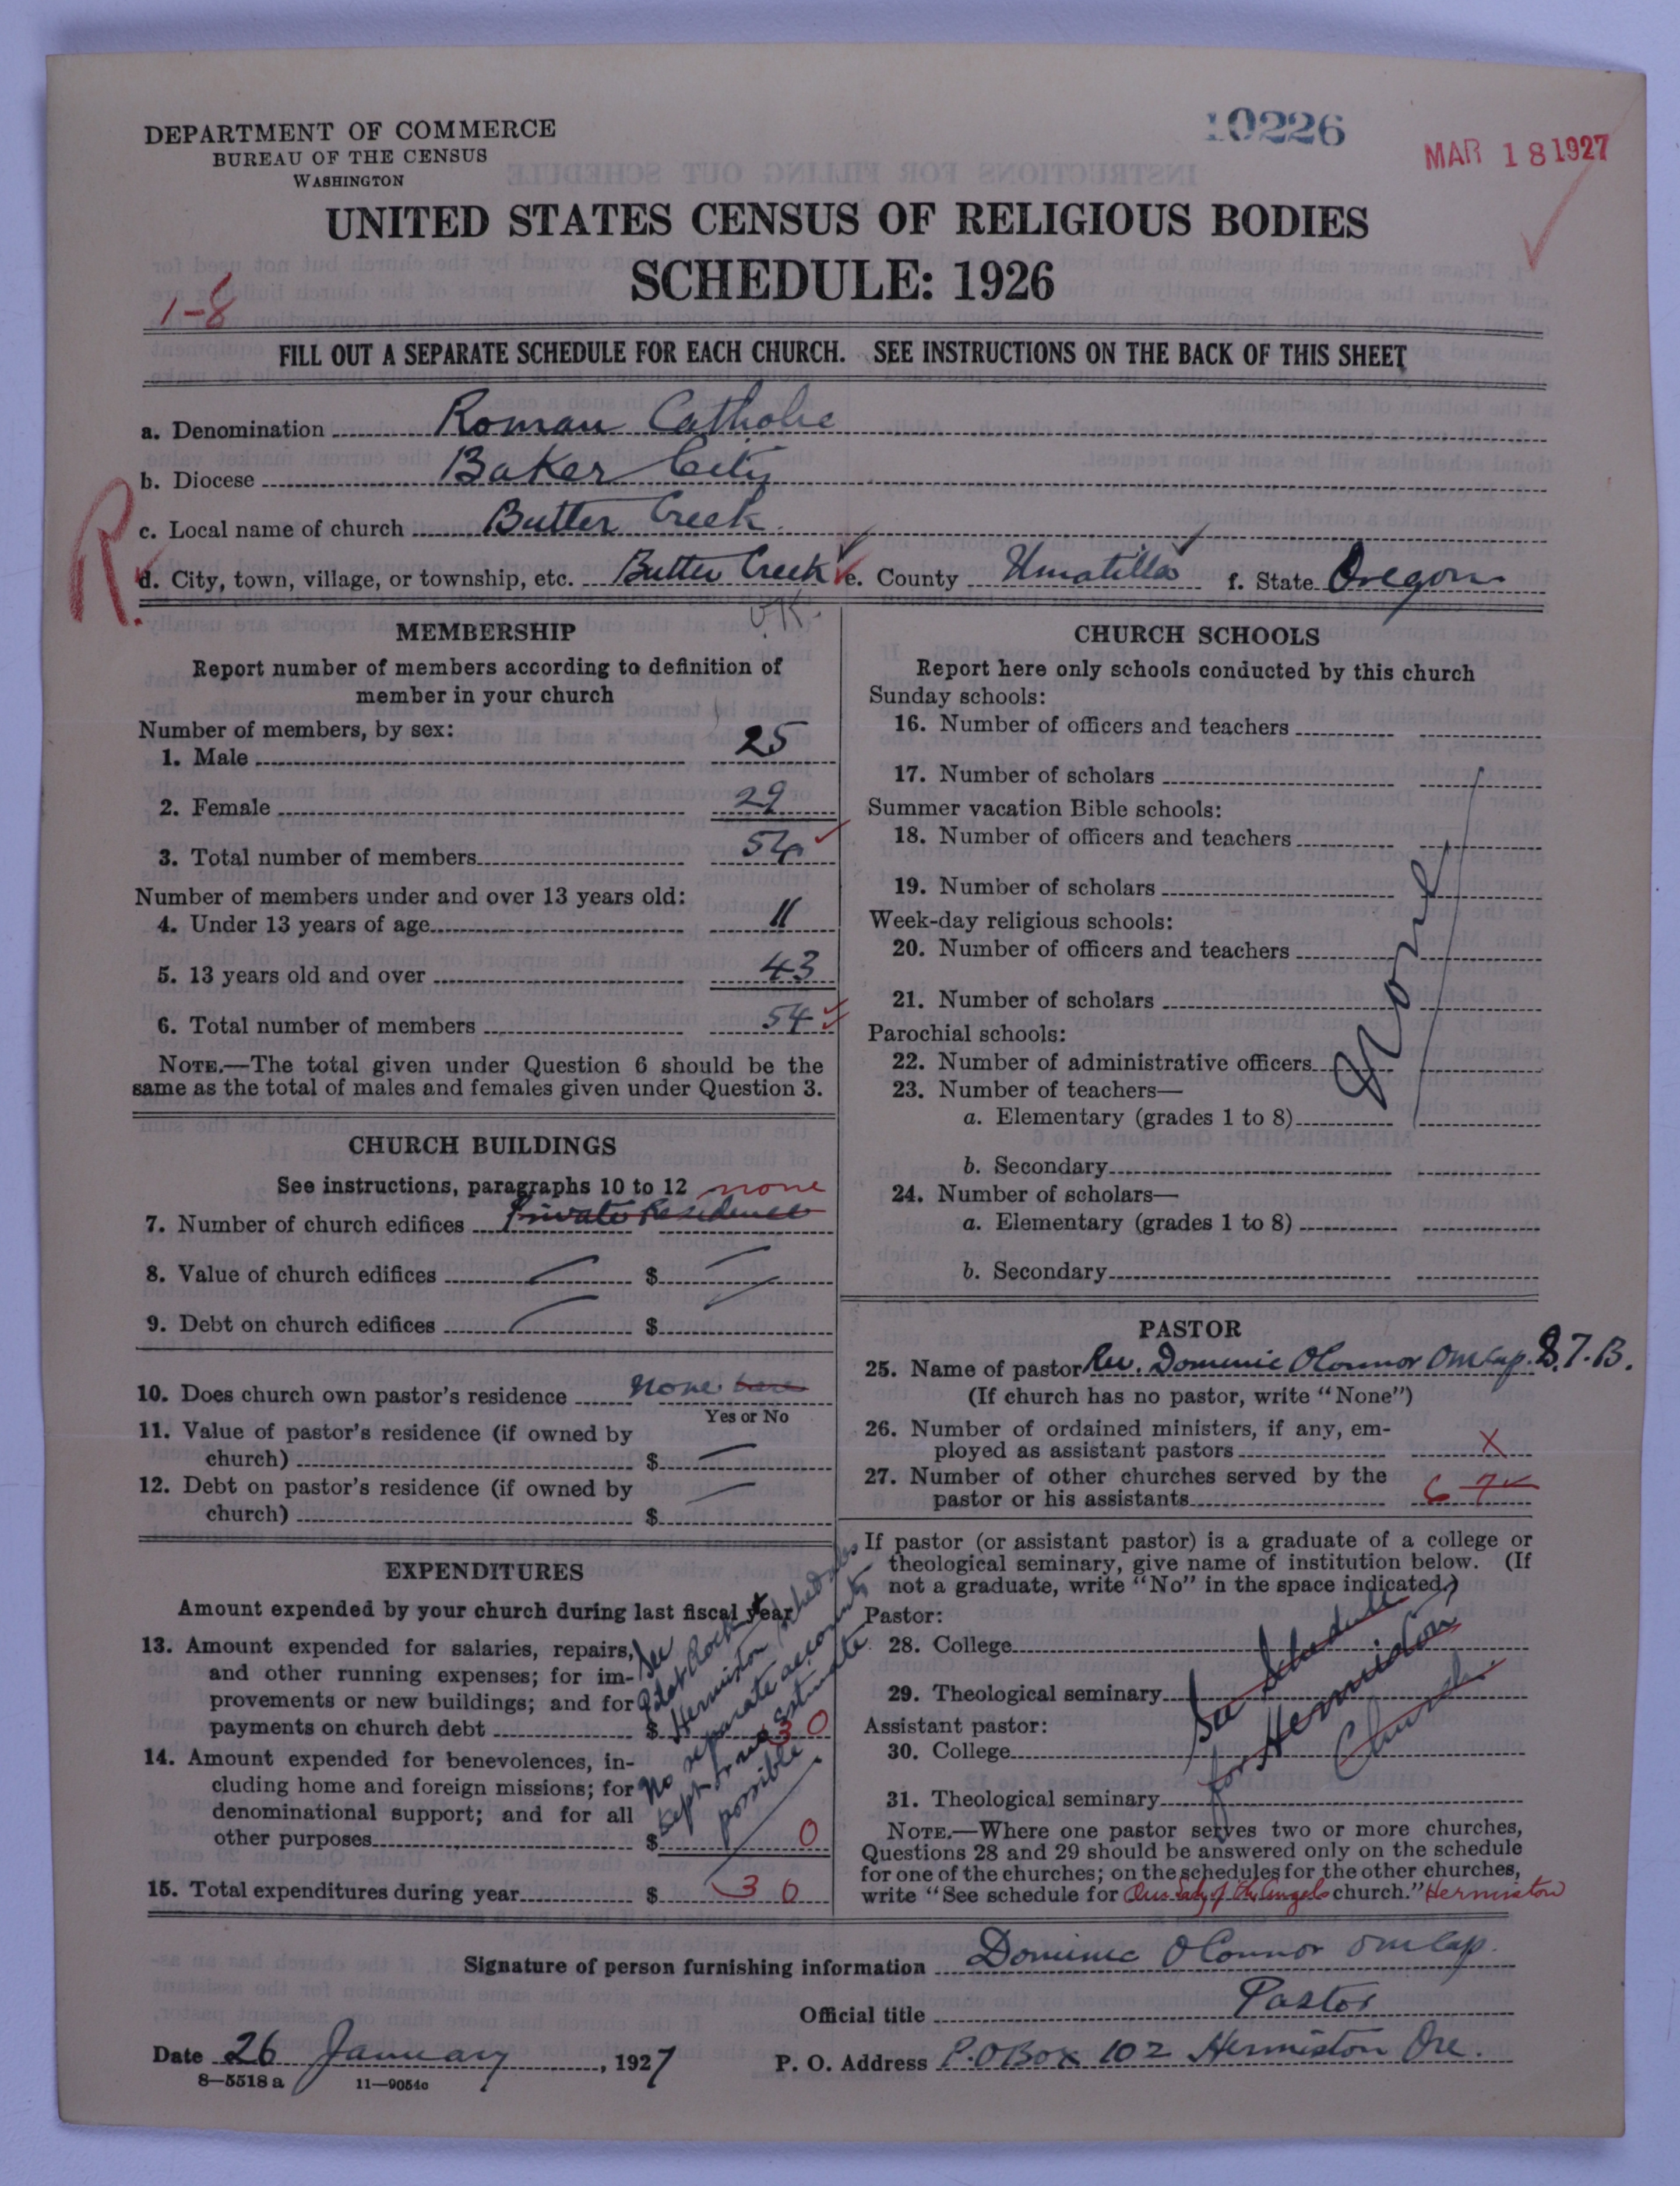 DEPARTMENT OF COMMERCE
BUREAU OF THE CENSUS
WASHINGTON
10226
MAR 18 1927
UNITED STATES CENSUS OF RELIGIOUS BODIES
SCHEDULE: 1926
1-8
FILL OUT A SEPARATE SCHEDULE FOR EACH CHURCH. SEE INSTRUCTIONS ON THE BACK OF THIS SHEET
a. Denomination Roman Catholic
b. Diocese Baker City
c. Local name of church Butter Creek
R.
d. City, town, village, or township, etc. Butter Creek e. County Umatilla f. State Oregon
O.K.
MEMBERSHIP
Report number of members according to definition of
member in your church
Number of members, by sex:
1. Male 25
2. Female 29
3. Total number of members 54
Number of members under and over 13 years old:
4. Under 13 years of age 11
5. 13 years old and over 43
6. Total number of members 54
NOTE.—The total given under Question 6 should be the
same as the total of males and females given under Question 3.
CHURCH BUILDINGS
See instructions, paragraphs 10 to 12 none
7. Number of church edifices Private Residence
8. Value of church edifices $
9. Debt on church edifices $
10. Does church own pastor's residence None here
Yes or No
11. Value of pastor's residence (if owned by
church) $
12. Debt on pastor's residence (if owned by
church) $
EXPENDITURES
Amount expended by your church during last fiscal year
13. Amount expended for salaries, repairs,
and other running expenses; for im-
provements or new buildings; and for
payments on church debt $ 30
14. Amount expended for benevolences, in-
cluding home and foreign missions; for
denominational support; and for all
other purposes $ 0
15. Total expenditures during year $ 30
See
Pilot Rock &
Hermiston schedules
No separate accounts
kept & no estimate
possible.
CHURCH SCHOOLS
Report here only schools conducted by this church
Sunday schools:
16. Number of officers and teachers
17. Number of scholars
Summer vacation Bible schools:
18. Number of officers and teachers
19. Number of scholars
Week-day religious schools:
20. Number of officers and teachers
21. Number of scholars
Parochial schools:
22. Number of administrative officers
23. Number of teachers—
a. Elementary (grades 1 to 8)
b. Secondary
24. Number of scholars—
a. Elementary (grades 1 to 8)
b. Secondary
None
PASTOR
25. Name of pastor Rev. Dominic OConnor OMCap. S.T.B.
(If church has no pastor, write "None")
26. Number of ordained ministers, if any, em-
ployed as assistant pastors X
27. Number of other churches served by the
pastor or his assistants 6 7
If pastor (or assistant pastor) is a graduate of a college or
theological seminary, give name of institution below. (If
not a graduate, write "No" in the space indicated.)
Pastor:
28. College
29. Theological seminary
Assistant pastor:
30. College
31. Theological seminary
See Schedule
for Hermiston
Church.
NOTE.—Where one pastor serves two or more churches,
Questions 28 and 29 should be answered only on the schedule
for one of the churches; on the schedules for the other churches,
write "See schedule for Our Lady of the Angels church." Hermiston
Signature of person furnishing information Dominic OConnor OMCap.
Official title Pastor
Date 26 January, 1927 P. O. Address P.O Box 102 Hermiston Ore.
8—5518 a 11—9054c